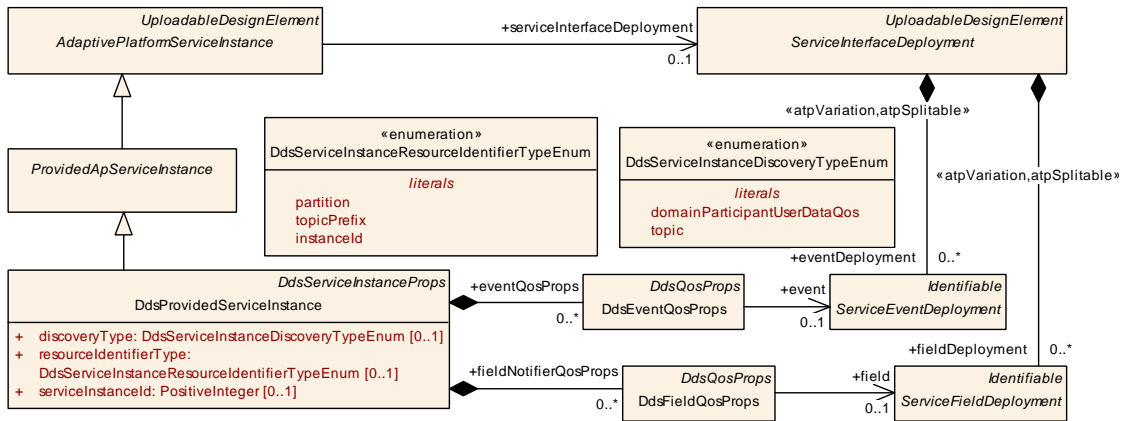 UploadableDesignElement
AdaptivePlatformServiceInstance
+serviceInterfaceDeployment
0..1
UploadableDesignElement
ServiceInterfaceDeployment
«atpVariation,atpSplitable»
«atpVariation,atpSplitable»
ProvidedApServiceInstance
«enumeration»
DdsServiceInstanceResourceIdentifierTypeEnum
literals
partition
topicPrefix
instanceId
«enumeration»
DdsServiceInstanceDiscoveryTypeEnum
literals
domainParticipantUserDataQos
topic
+eventDeployment
0..*
DdsServiceInstanceProps
DdsProvidedServiceInstance
+ discoveryType: DdsServiceInstanceDiscoveryTypeEnum [0..1]
+ resourceIdentifierType:
DdsServiceInstanceResourceIdentifierTypeEnum [0..1]
+ serviceInstanceId: PositiveInteger [0..1]
+eventQosProps
0..*
DdsQosProps
DdsEventQosProps
+event
0..1
Identifiable
ServiceEventDeployment
+fieldDeployment
0..*
+fieldNotifierQosProps
0..*
DdsQosProps
DdsFieldQosProps
+field
0..1
Identifiable
ServiceFieldDeployment